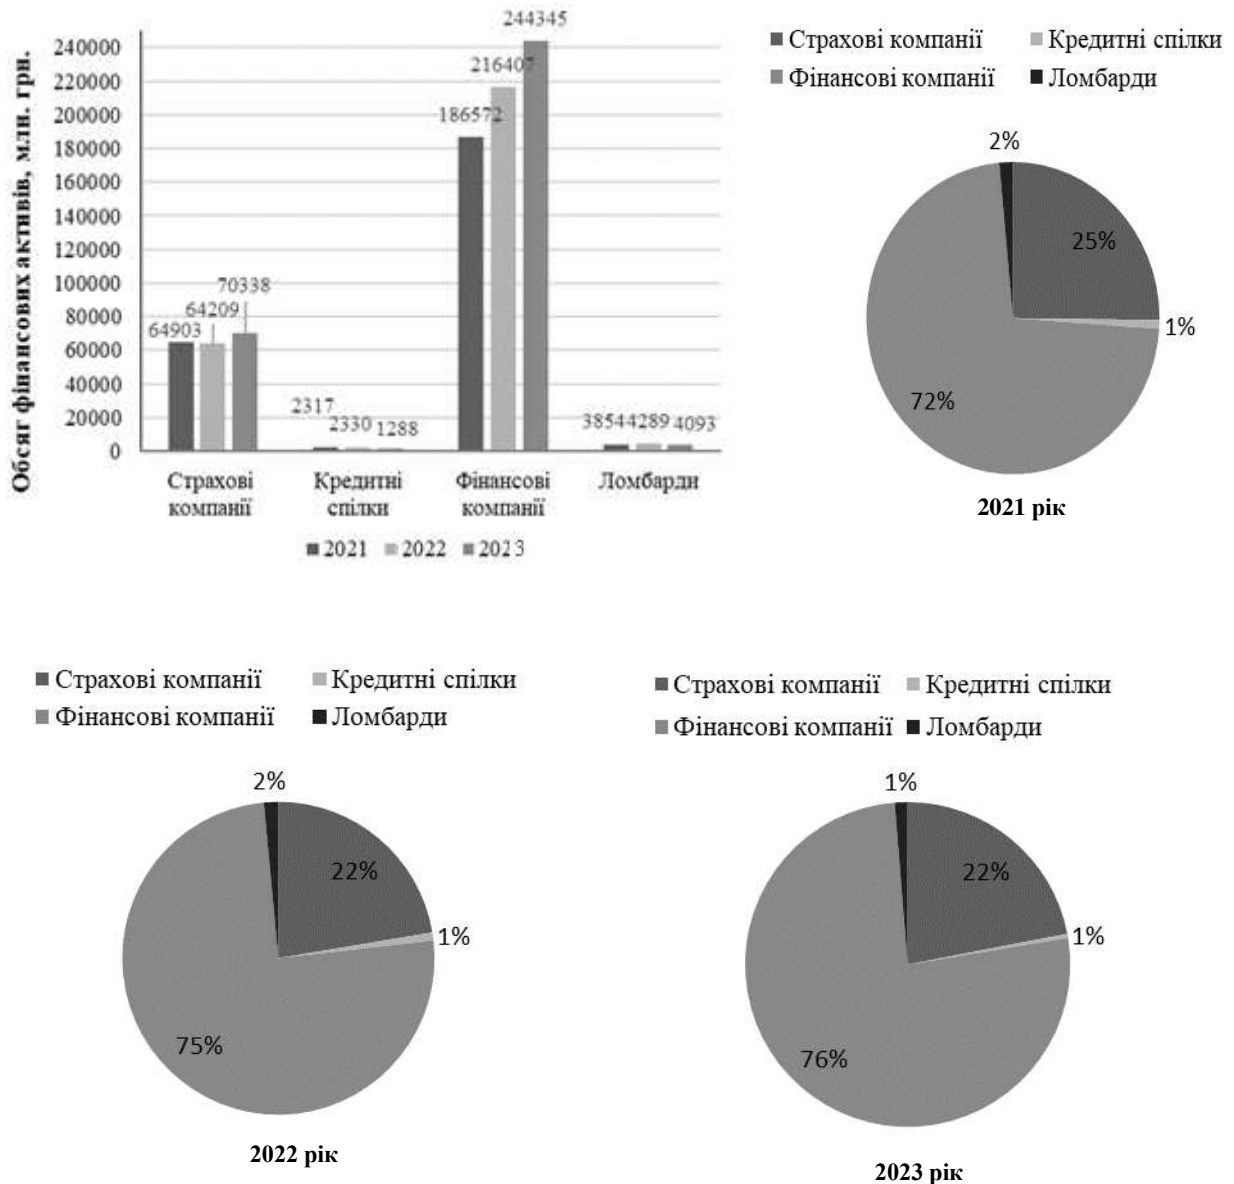 Обсяг фінансових активів, млн. грн.
240000
220000
200000
180000
160000
140000
120000
100000
80000
60000
40000
20000
0
64903
64209
70338
2317
2330
1288
186572
216407
244345
3854
4289
4093
Страхові компанії
Кредитні спілки
Фінансові компанії
Ломбарди
2021 2022 2023
Страхові компанії Кредитні спілки
Фінансові компанії Ломбарди
2%
25%
1%
72%
2021 рік
Страхові компанії Кредитні спілки
Фінансові компанії Ломбарди
2%
22%
1%
75%
2022 рік
Страхові компанії Кредитні спілки
Фінансові компанії Ломбарди
1%
22%
1%
76%
2023 рік